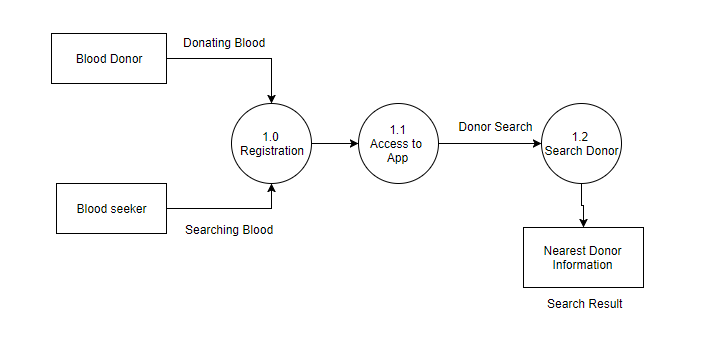 Donating Blood
Blood Donor
1.0
Registration
1.1
Access to
App
Donor Search
1.2
Search Donor
Blood seeker
Searching Blood
Nearest Donor
Information
Search Result